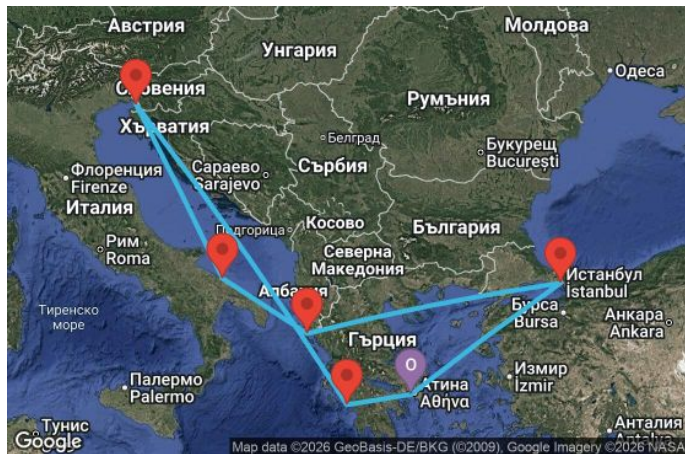 Австрия
Молдова
Унгария
Одеса
Словения
Румъния
Хърватия
Белград
Букурещ
Bucureşti
Флоренция
Firenze
Сараево
Sarajevo
Сърбия
Италия
Подгорица
Косово
България
Рим
Roma
Северна
Македония
Истанбул
İstanbul
Албания
Тиренско
море
Бурса
Bursa
Анкара
Ankara
Гърция
О
Палермо
Palermo
Атина
Αθήνα
Измир
İzmir
Тунис
Анталия
Google
Map data ©2026 GeoBasis-DE/BKG (©2009), Google Imagery ©2026 NASA